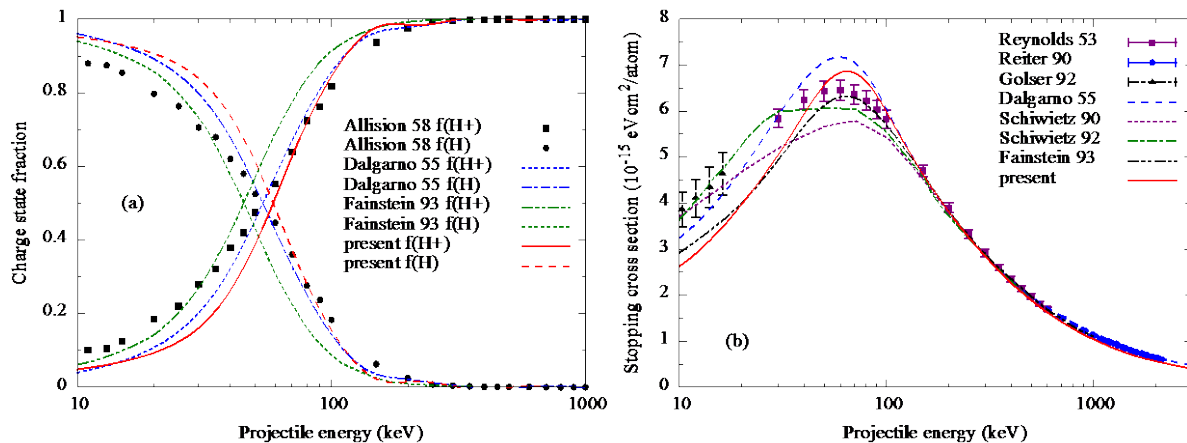 Charge state fraction
1
0.8
0.6
0.4
0.2
0
(a)
Allision 58 f(H+)
Allision 58 f(H)
Dalgarno 55 f(H+)
Dalgarno 55 f(H)
Fainstein 93 f(H+)
Fainstein 93 f(H)
present f(H+)
present f(H)
10
100
1000
Projectile energy (keV)
Stopping cross section (10⁻¹⁵ eVcm²/atom)
8
7
6
5
4
3
2
1
0
Reynolds 53
Reiter 90
Golser 92
Dalgarno 55
Schiwietz 90
Schiwietz 92
Fainstein 93
present
(b)
10
100
1000
Projectile energy (keV)